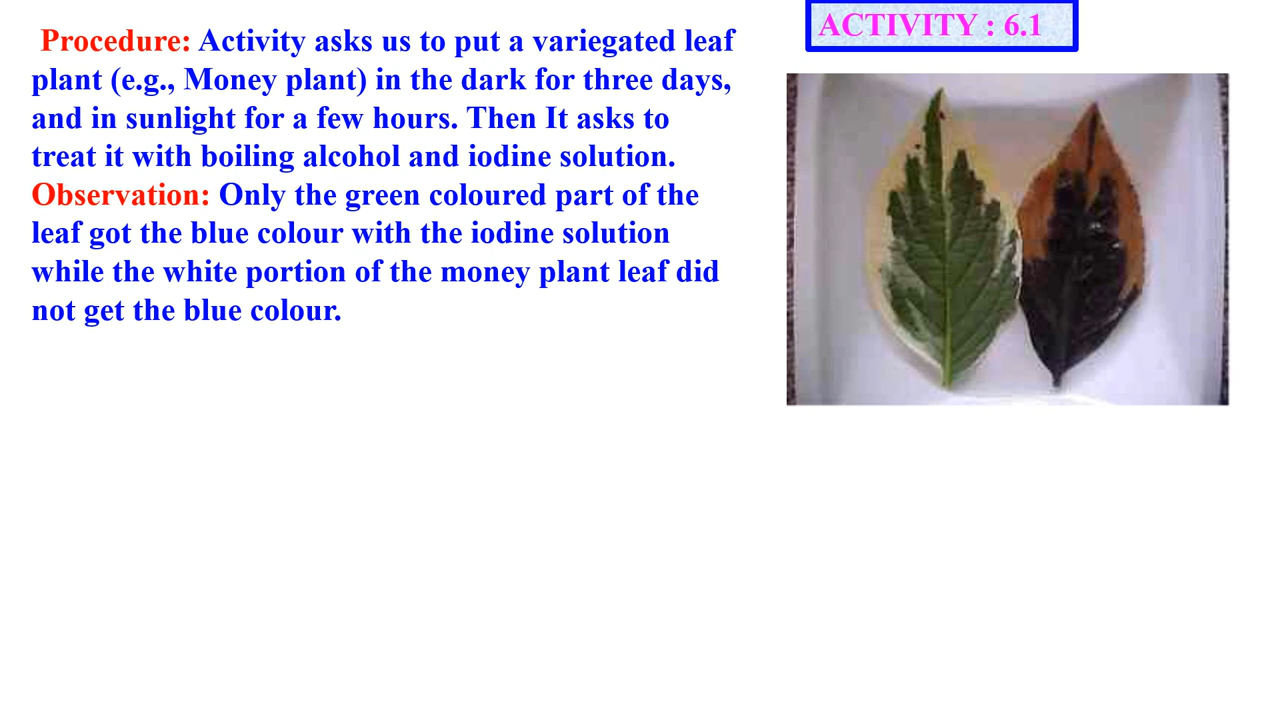 ACTIVITY : 6.1
Procedure: Activity asks us to put a variegated leaf
plant (e.g., Money plant) in the dark for three days,
and in sunlight for a few hours. Then It asks to
treat it with boiling alcohol and iodine solution.
Observation: Only the green coloured part of the
leaf got the blue colour with the iodine solution
while the white portion of the money plant leaf did
not get the blue colour.